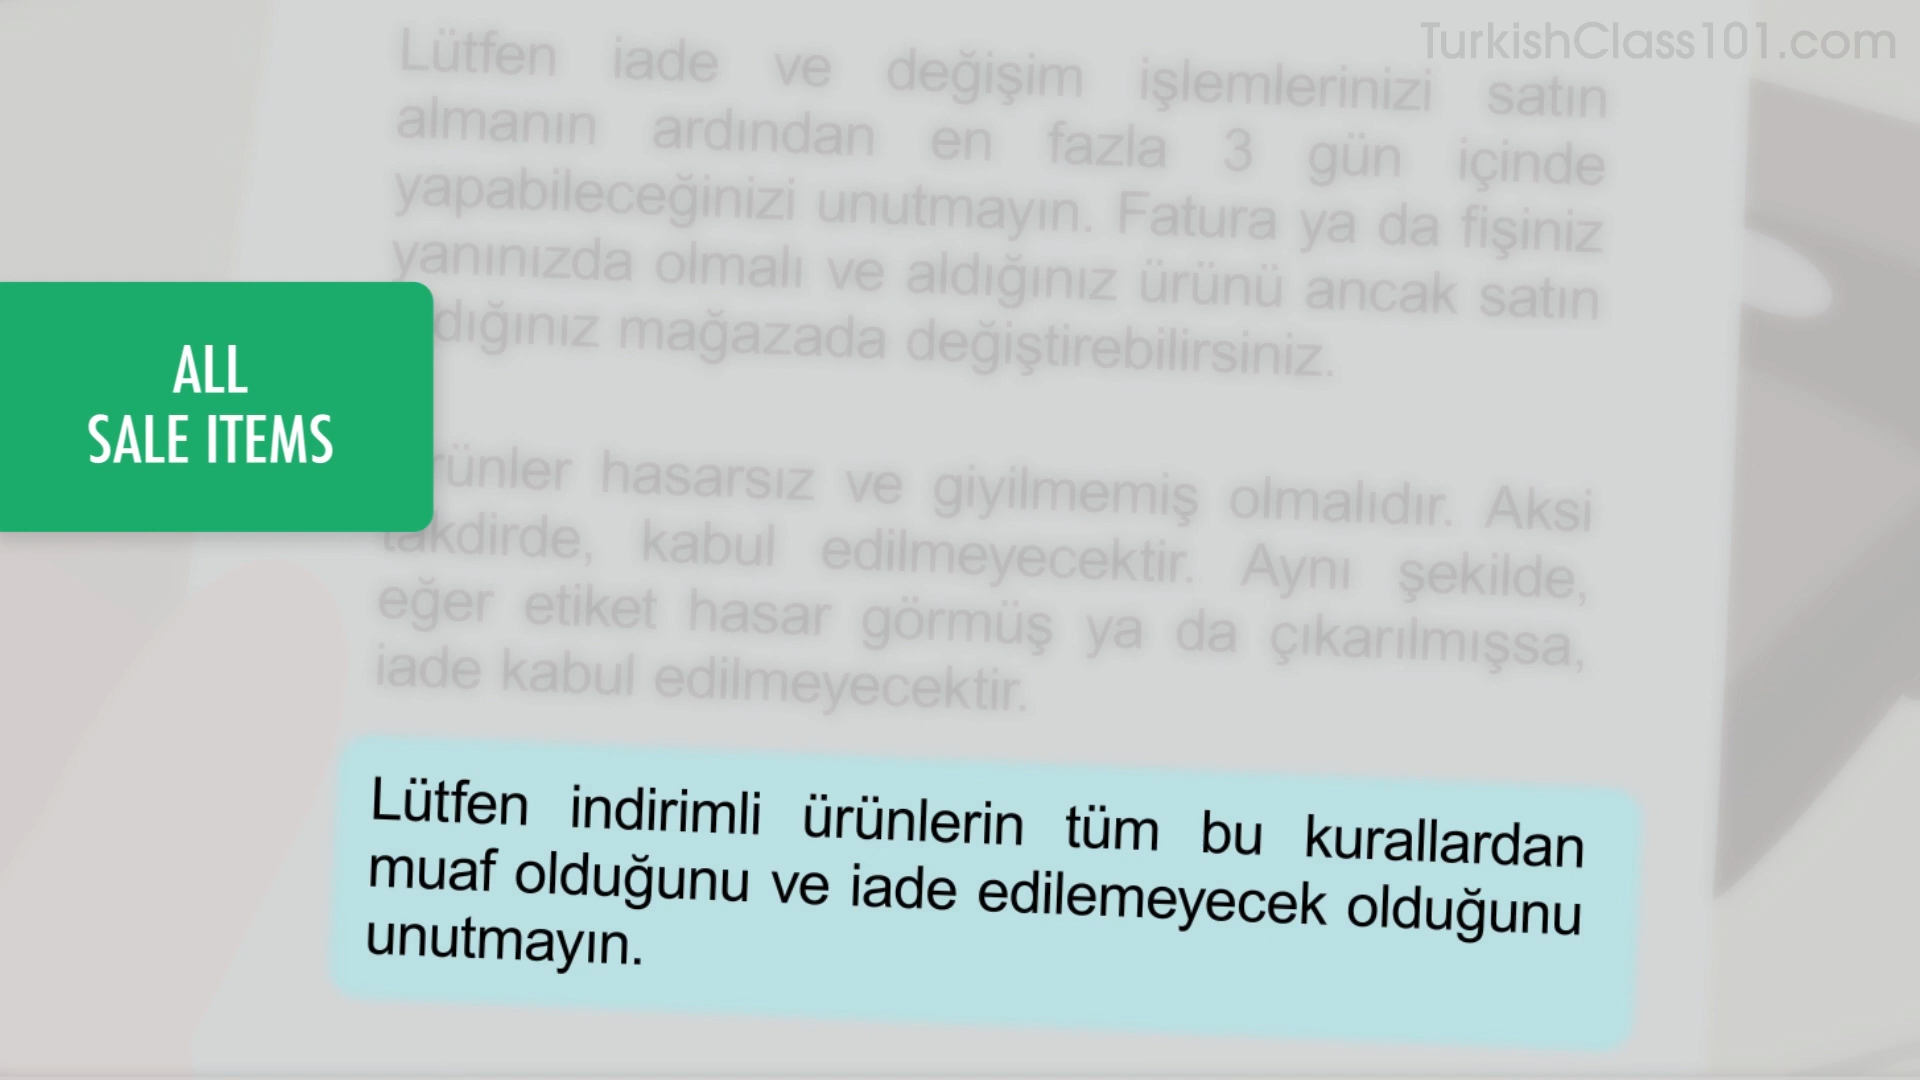 TurkishClass101.com
Lütfen iade ve değişim işlemlerinizi satın
almanın ardından en fazla 3 gün içinde
yapabileceğinizi unutmayın. Fatura ya da fişiniz
yanınızda olmalı ve aldığınız ürünü ancak satın
mağazada değiştirebilirsiniz.
ALL
SALE ITEMS
hasarsız ve giyilmemiş olmalıdır. Aksi
takdirde, kabul edilmeyecektir. Aynı şekilde,
eğer etiket hasar görmüş ya da çıkarılmışsa,
iade kabul edilmeyecektir.
Lütfen indirimli ürünlerin tüm bu kurallardan
muaf olduğunu ve iade edilemeyecek olduğunu
unutmayın.